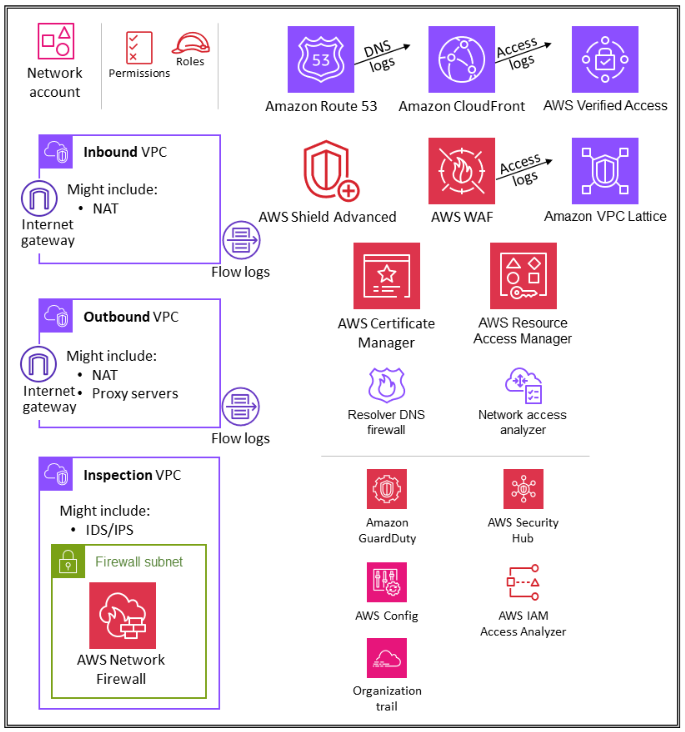 Network
account
Permissions
Roles
53
DNS
logs
Access
logs
Amazon Route 53
Amazon CloudFront
AWS Verified Access
Inbound VPC
Might include:
• NAT
Internet
gateway
Flow logs
AWS Shield Advanced
AWS WAF
Access
logs
Amazon VPC Lattice
AWS Certificate
Manager
AWS Resource
Access Manager
Outbound VPC
Might include:
• NAT
• Proxy servers
Internet
gateway
Flow logs
Resolver DNS
firewall
Network access
analyzer
Inspection VPC
Might include:
• IDS/IPS
Firewall subnet
AWS Network
Firewall
Amazon
GuardDuty
AWS Security
Hub
AWS Config
AWS IAM
Access Analyzer
Organization
trail